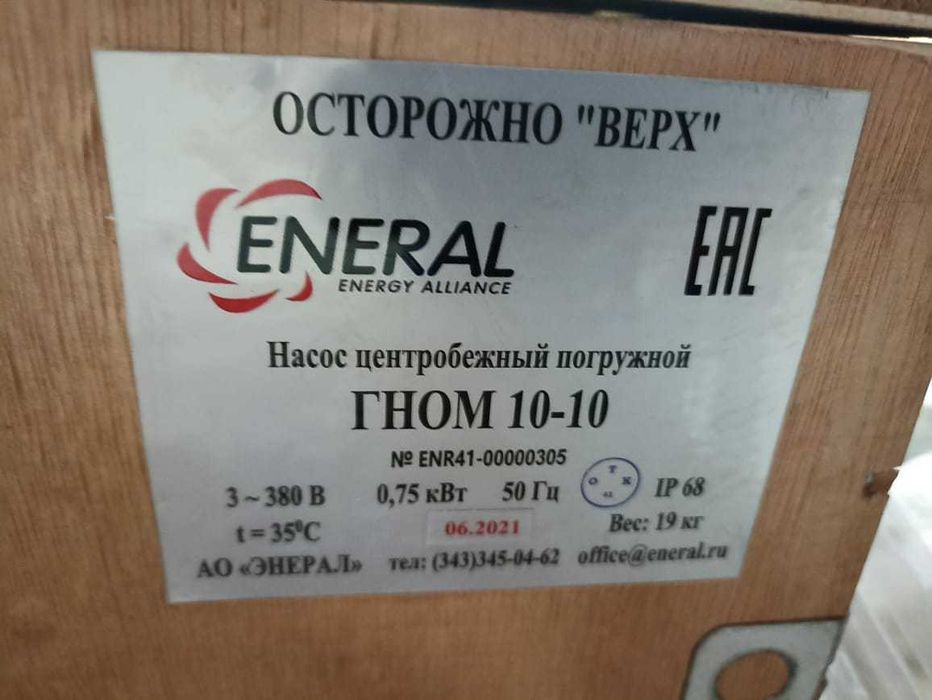 ОСТОРОЖНО "ВЕРХ"
ENERAL
ENERGY ALLIANCE
EAC
Насос центробежный погружной
ГНОМ 10-10
№ ENR41-00000305
3 ~ 380 В 0,75 кВт 50 Гц ОТК IP 68
t = 35⁰C 06.2021 Вес: 19 кг
АО «ЭНЕРАЛ» тел: (343)345-04-62 office@eneral.ru